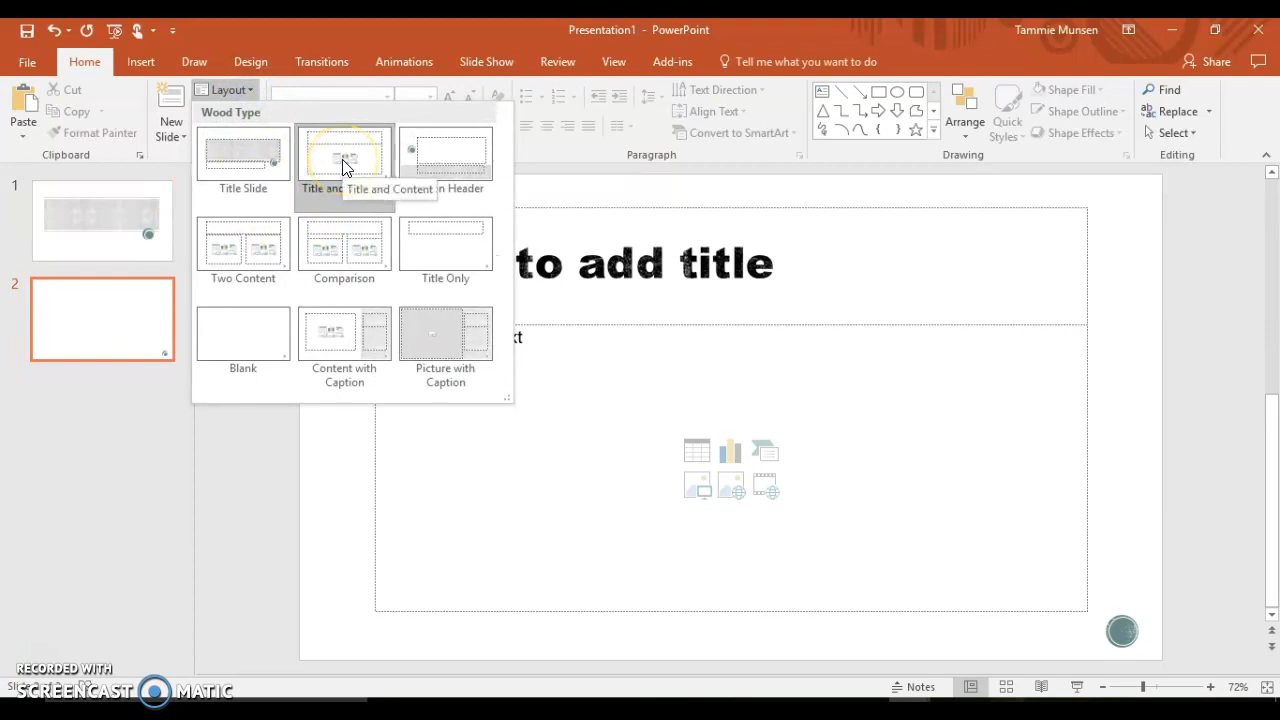 Presentation1 - PowerPoint
Tammie Munsen
File Home Insert Draw Design Transitions Animations Slide Show Review View Add-ins Tell me what you want to do Share
Paste
Cut
Copy
Format Painter
Clipboard
New
Slide
Layout
Text Direction
Align Text
Convert to SmartArt
Paragraph
Arrange
Quick
Styles
Shape Fill
Shape Outline
Shape Effects
Drawing
Find
Replace
Select
Editing
Wood Type
Title Slide
Title and Content
Header
Two Content
Comparison
Title Only
Blank
Content with
Caption
Picture with
Caption
1
2
to add title
RECORDED WITH
SCREENCAST MATIC
Notes
72%